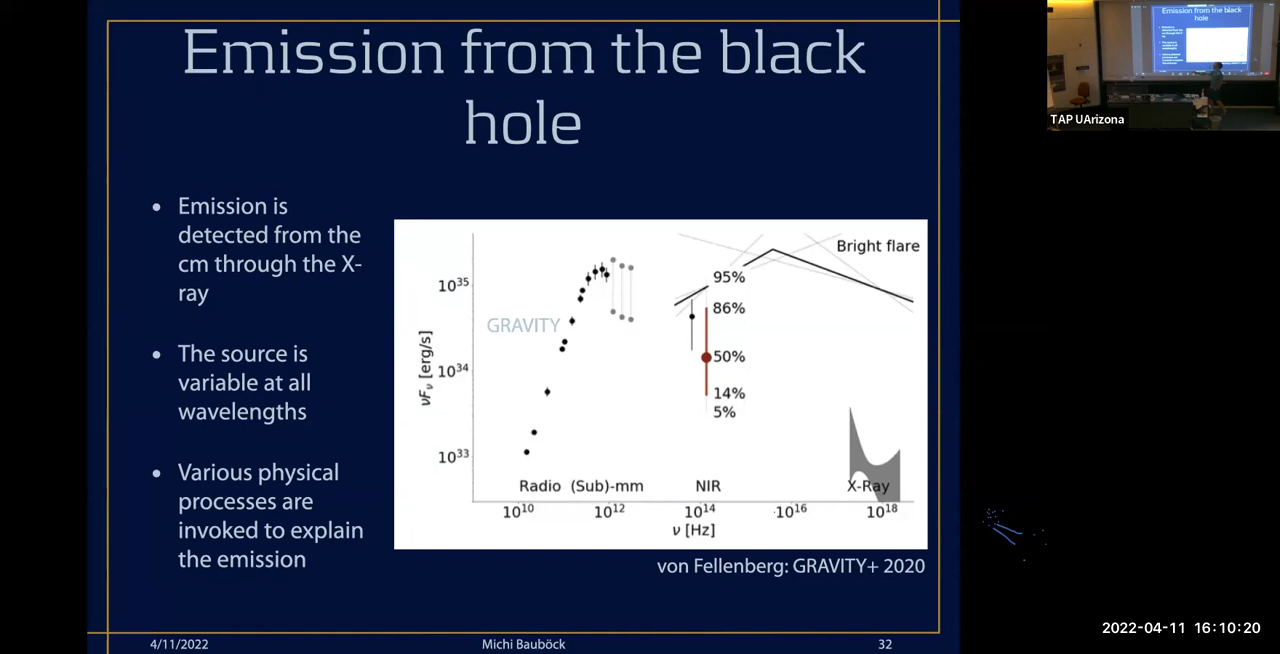 Emission from the black
hole
• Emission is
detected from the
cm through the X-
ray
• The source is
variable at all
wavelengths
• Various physical
processes are
invoked to explain
the emission
Bright flare
95%
86%
50%
14%
5%
GRAVITY
10³⁵
10³⁴
10³³
νFᵥ [erg/s]
Radio (Sub)-mm NIR X-Ray
10¹⁰ 10¹² 10¹⁴ 10¹⁶ 10¹⁸
ν [Hz]
von Fellenberg: GRAVITY+ 2020
4/11/2022 Michi Bauböck 32
Emission from the black
hole
TAP UArizona
2022-04-11 16:10:20